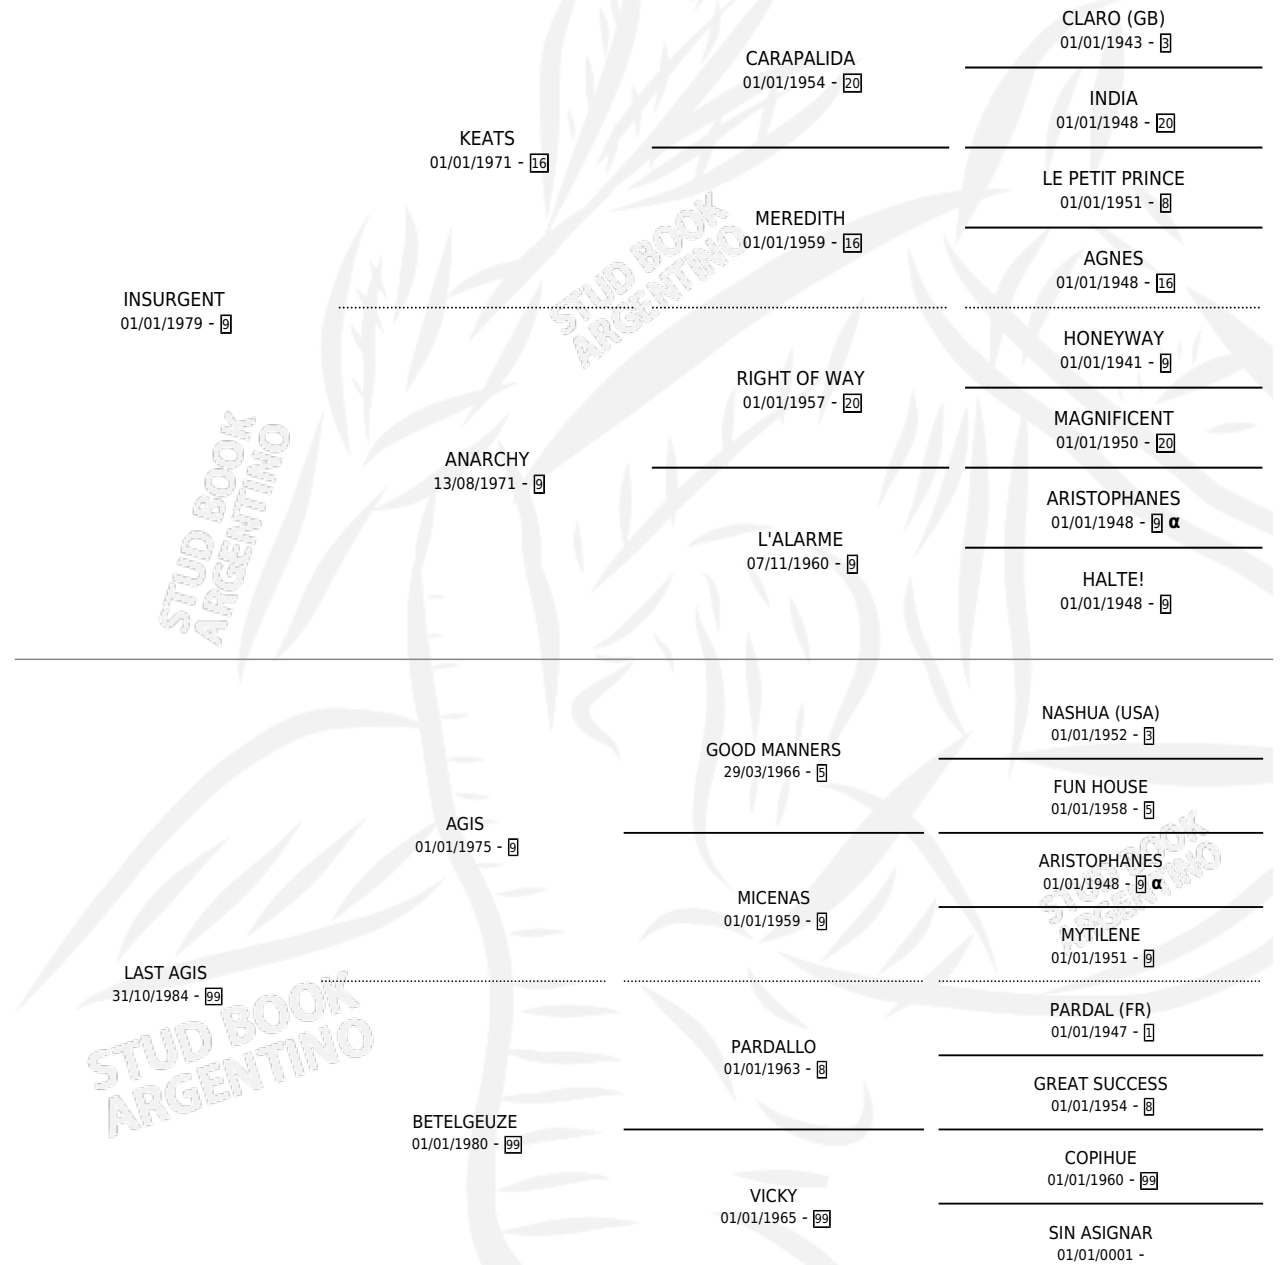 CLARO (GB)
01/01/1943 - 3
CARAPALIDA
01/01/1954 - 20
INDIA
01/01/1948 - 20
KEATS
01/01/1971 - 16
LE PETIT PRINCE
01/01/1951 - 8
MEREDITH
01/01/1959 - 16
AGNES
01/01/1948 - 16
INSURGENT
01/01/1979 - 9
HONEYWAY
01/01/1941 - 9
RIGHT OF WAY
01/01/1957 - 20
MAGNIFICENT
01/01/1950 - 20
ANARCHY
13/08/1971 - 9
ARISTOPHANES
01/01/1948 - 9 α
L'ALARME
07/11/1960 - 9
HALTE!
01/01/1948 - 9
NASHUA (USA)
01/01/1952 - 3
GOOD MANNERS
29/03/1966 - 5
FUN HOUSE
01/01/1958 - 5
AGIS
01/01/1975 - 9
ARISTOPHANES
01/01/1948 - 9 α
MICENAS
01/01/1959 - 9
MYTILENE
01/01/1951 - 9
LAST AGIS
31/10/1984 - 99
PARDAL (FR)
01/01/1947 - 1
PARDALLO
01/01/1963 - 8
GREAT SUCCESS
01/01/1954 - 8
BETELGEUZE
01/01/1980 - 99
COPIHUE
01/01/1960 - 99
VICKY
01/01/1965 - 99
SIN ASIGNAR
01/01/0001 -
STUD BOOK
ARGENTINO
STUD BOOK
ARGENTINO
STUD BOOK
ARGENTINO
STUD BOOK
ARGENTINO